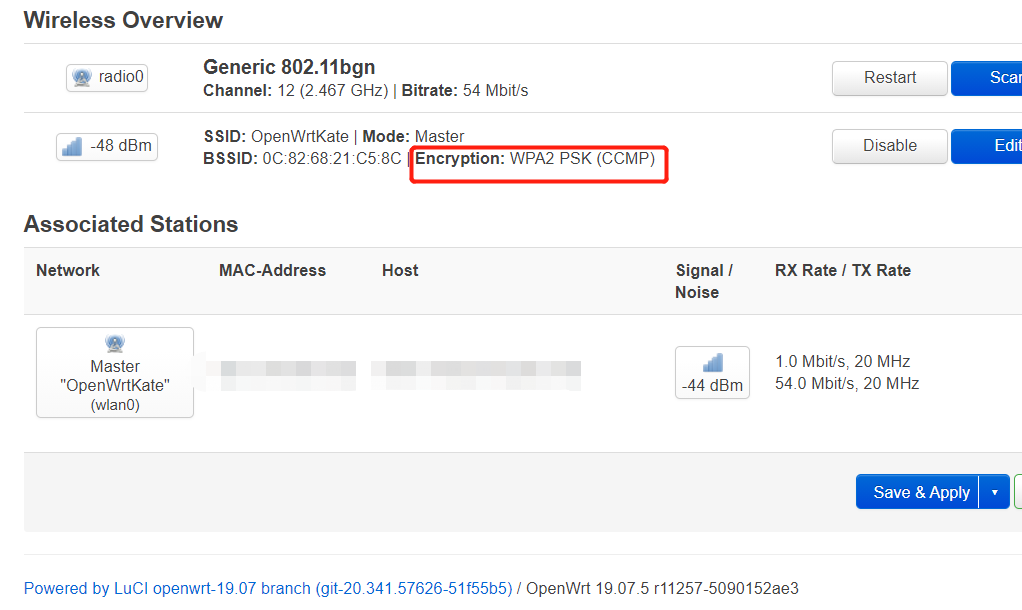 Wireless Overview
radio0
Generic 802.11bgn
Channel: 12 (2.467 GHz) | Bitrate: 54 Mbit/s
Restart
-48 dBm
SSID: OpenWrtKate | Mode: Master
BSSID: 0C:82:68:21:C5:8C | Encryption: WPA2 PSK (CCMP)
Disable
Edit
Associated Stations
Network MAC-Address Host Signal / Noise RX Rate / TX Rate
Master
"OpenWrtKate"
(wlan0)
-44 dBm
1.0 Mbit/s, 20 MHz
54.0 Mbit/s, 20 MHz
Save & Apply
Powered by LuCI openwrt-19.07 branch (git-20.341.57626-51f55b5) / OpenWrt 19.07.5 r11257-5090152ae3